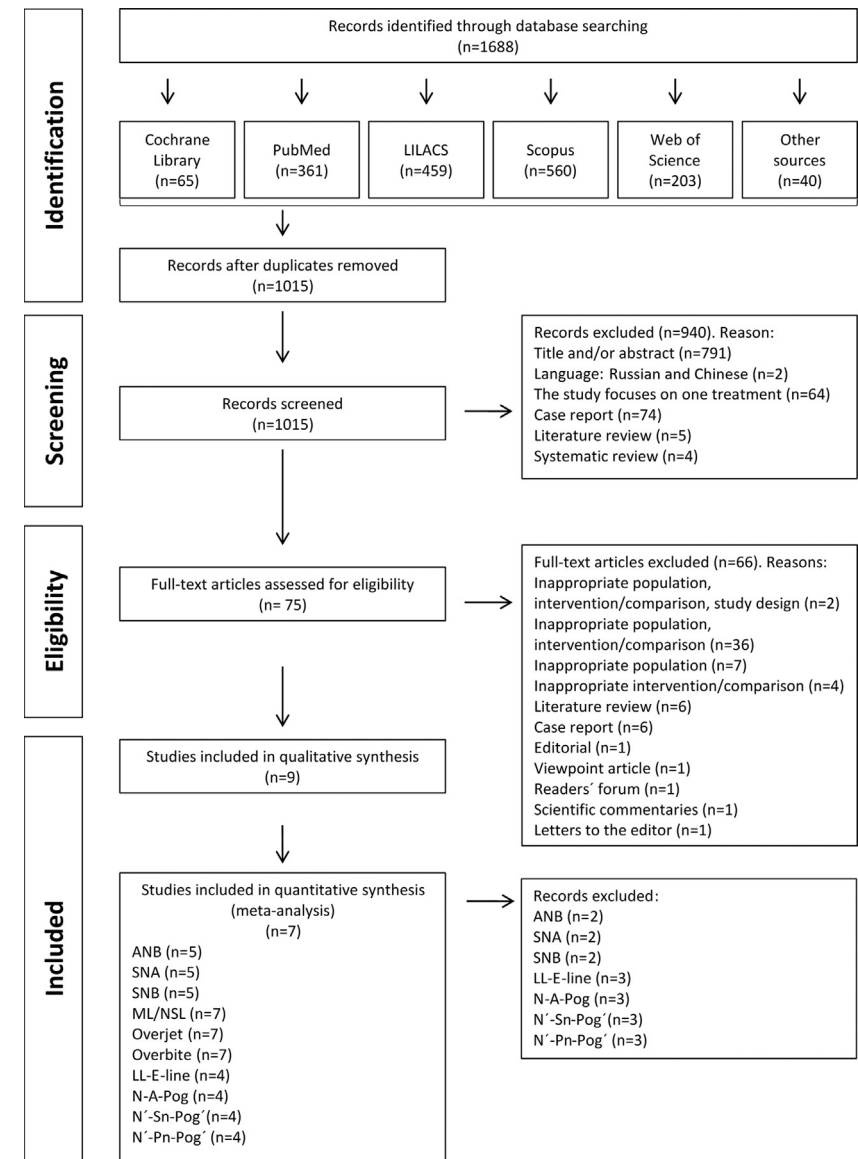 Identification
Records identified through database searching
(n=1688)
Cochrane
Library
(n=65)
PubMed
(n=361)
LILACS
(n=459)
Scopus
(n=560)
Web of
Science
(n=203)
Other
sources
(n=40)
Records after duplicates removed
(n=1015)
Screening
Records screened
(n=1015)
Records excluded (n=940). Reason:
Title and/or abstract (n=791)
Language: Russian and Chinese (n=2)
The study focuses on one treatment (n=64)
Case report (n=74)
Literature review (n=5)
Systematic review (n=4)
Eligibility
Full-text articles assessed for eligibility
(n= 75)
Full-text articles excluded (n=66). Reasons:
Inappropriate population,
intervention/comparison, study design (n=2)
Inappropriate population,
intervention/comparison (n=36)
Inappropriate population (n=7)
Inappropriate intervention/comparison (n=4)
Literature review (n=6)
Case report (n=6)
Editorial (n=1)
Viewpoint article (n=1)
Readers´ forum (n=1)
Scientific commentaries (n=1)
Letters to the editor (n=1)
Included
Studies included in qualitative synthesis
(n=9)
Studies included in quantitative synthesis
(meta-analysis)
(n=7)
ANB (n=5)
SNA (n=5)
SNB (n=5)
ML/NSL (n=7)
Overjet (n=7)
Overbite (n=7)
LL-E-line (n=4)
N-A-Pog (n=4)
N´-Sn-Pog´(n=4)
N´-Pn-Pog´ (n=4)
Records excluded:
ANB (n=2)
SNA (n=2)
SNB (n=2)
LL-E-line (n=3)
N-A-Pog (n=3)
N´-Sn-Pog´(n=3)
N´-Pn-Pog´ (n=3)